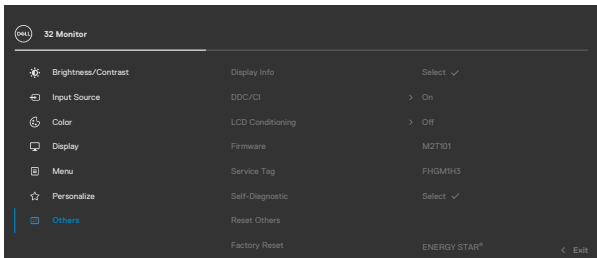 DELL 32 Monitor
Brightness/Contrast Display Info Select ✓
Input Source DDC/CI > On
Color LCD Conditioning > Off
Display Firmware M2T101
Menu Service Tag FHGM1H3
Personalize Self-Diagnostic Select ✓
Others Reset Others
Factory Reset ENERGY STAR®
< Exit